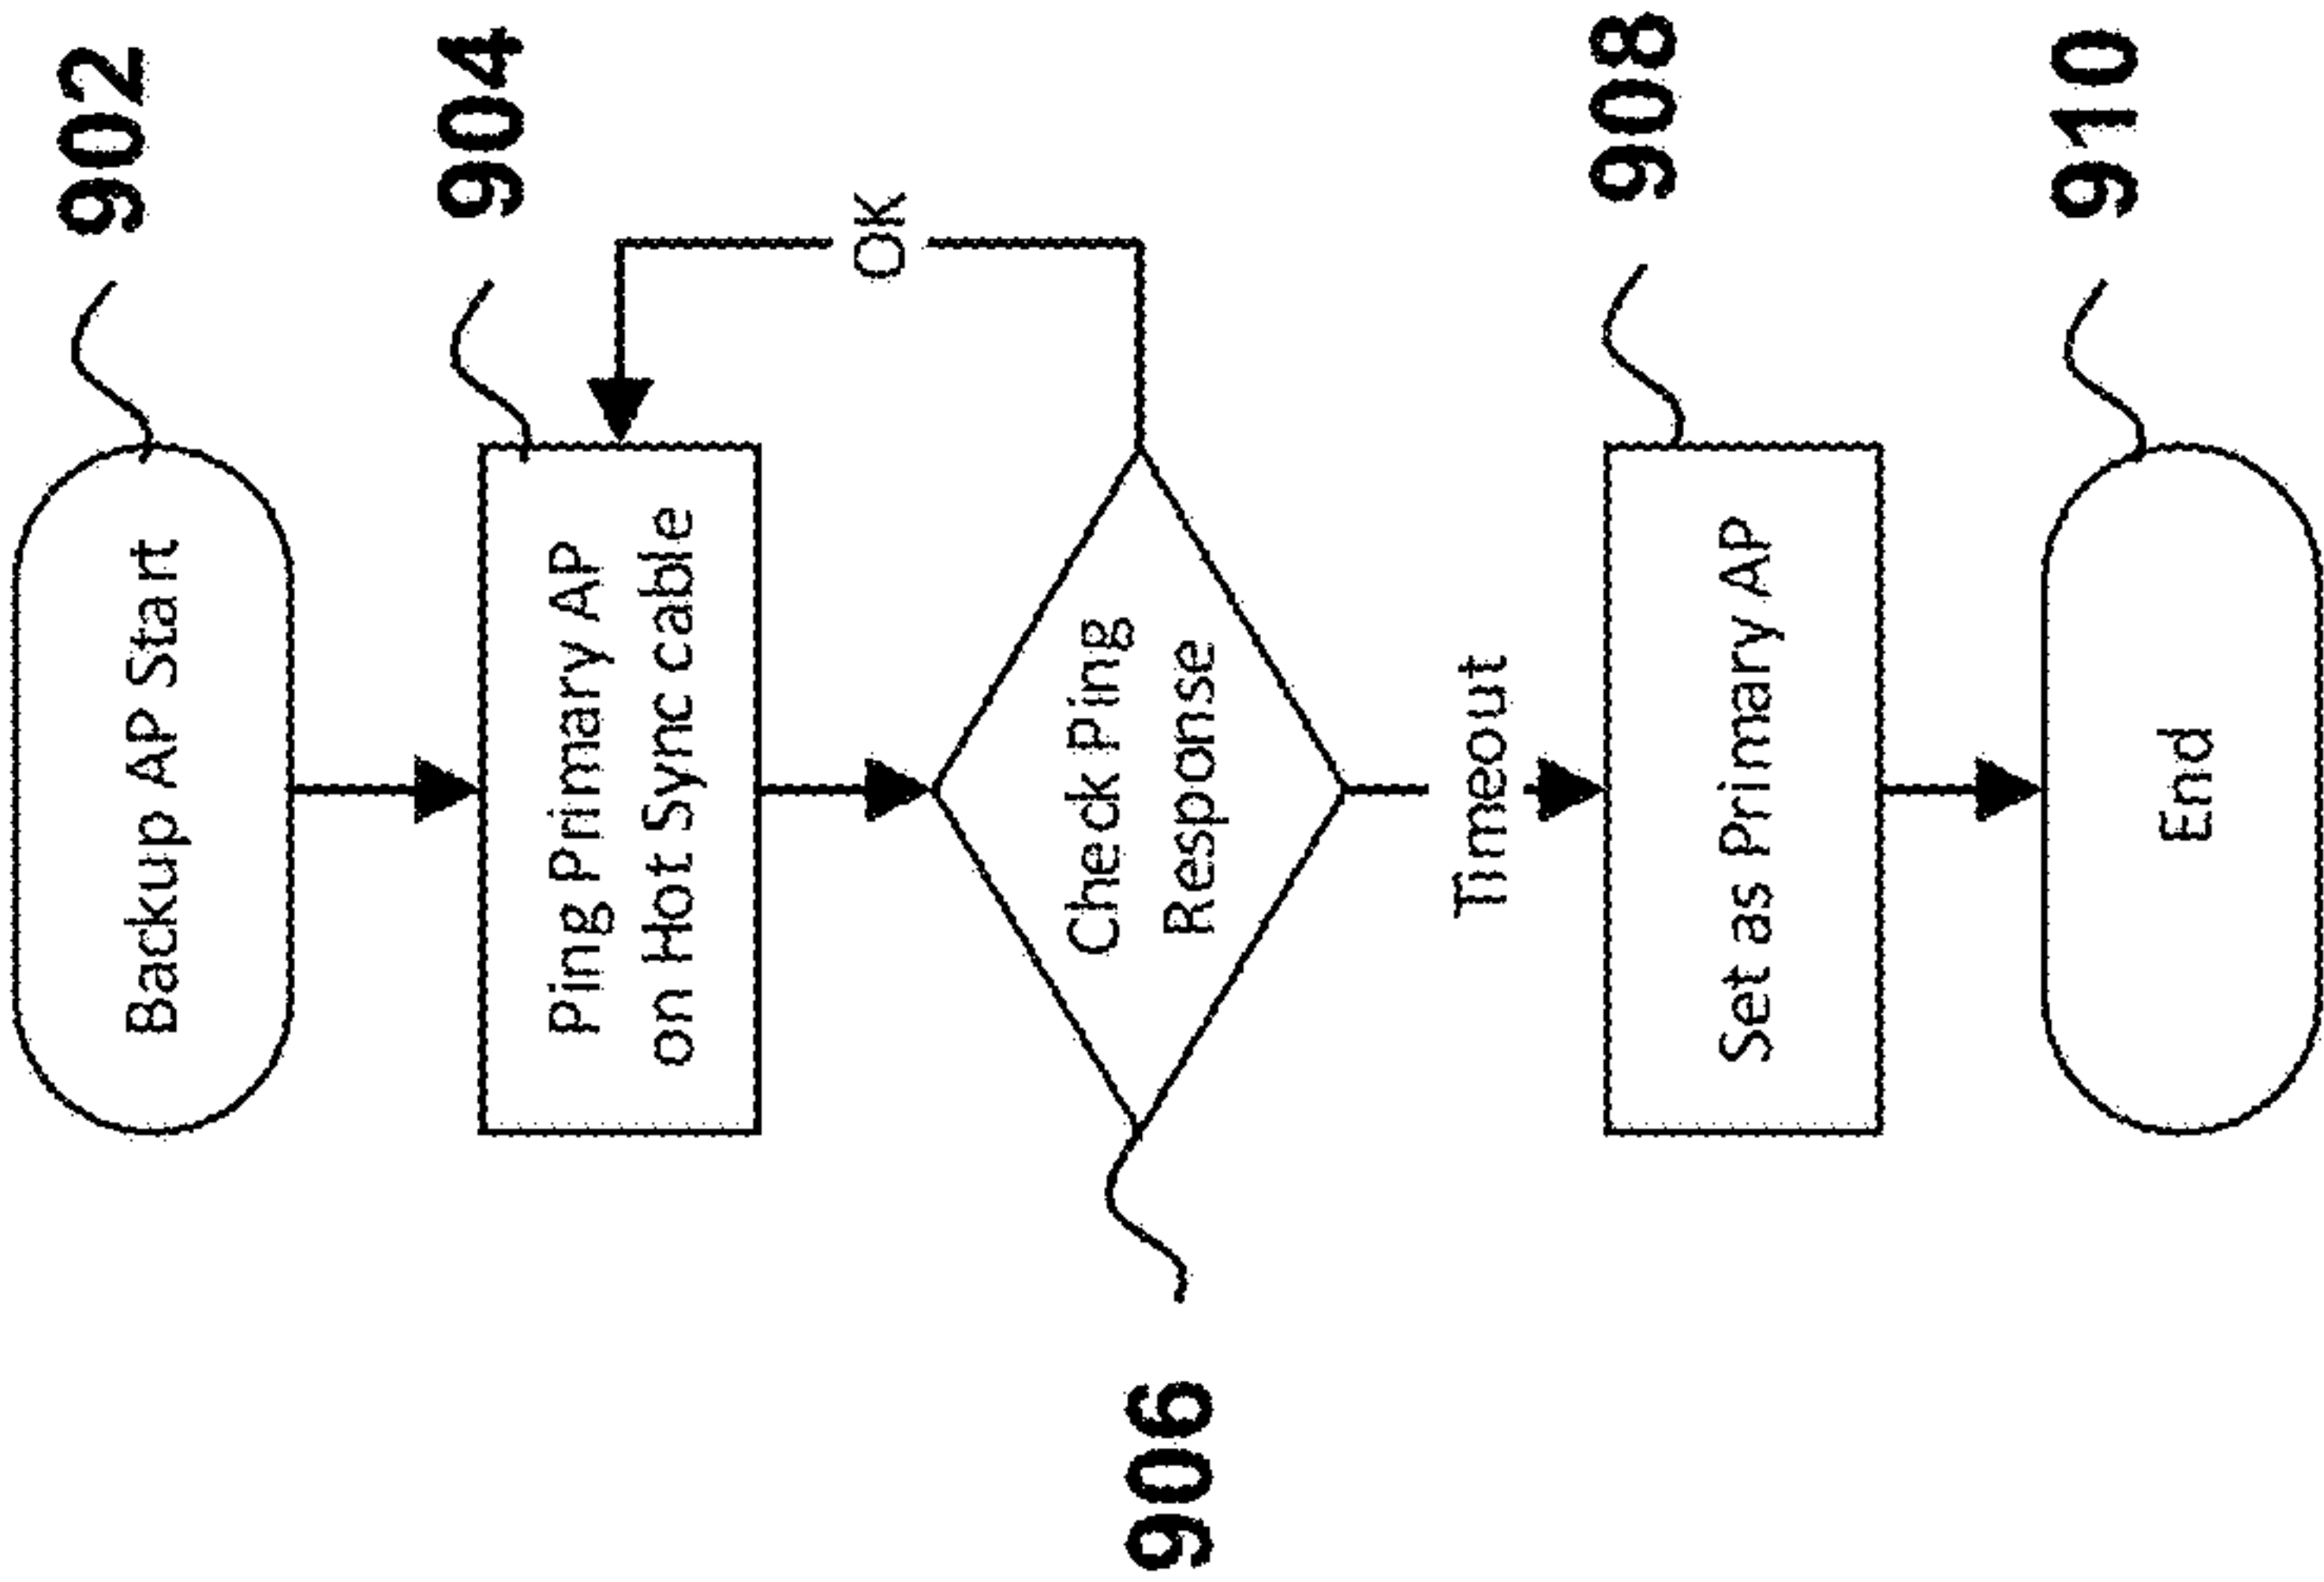 Backup AP Start
902
Ping Primary AP
on Hot Sync cable
904
OK
Check Ping
Response
906
Timeout
Set as Primary AP
908
End
910